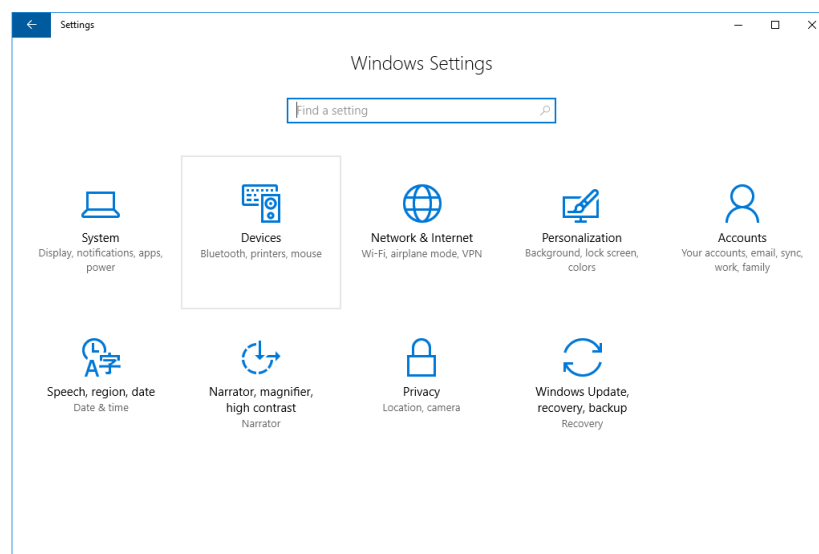 Settings
Windows Settings
Find a setting
System
Display, notifications, apps,
power
Devices
Bluetooth, printers, mouse
Network & Internet
Wi-Fi, airplane mode, VPN
Personalization
Background, lock screen,
colors
Accounts
Your accounts, email, sync,
work, family
A字
Speech, region, date
Date & time
Narrator, magnifier,
high contrast
Narrator
Privacy
Location, camera
Windows Update,
recovery, backup
Recovery